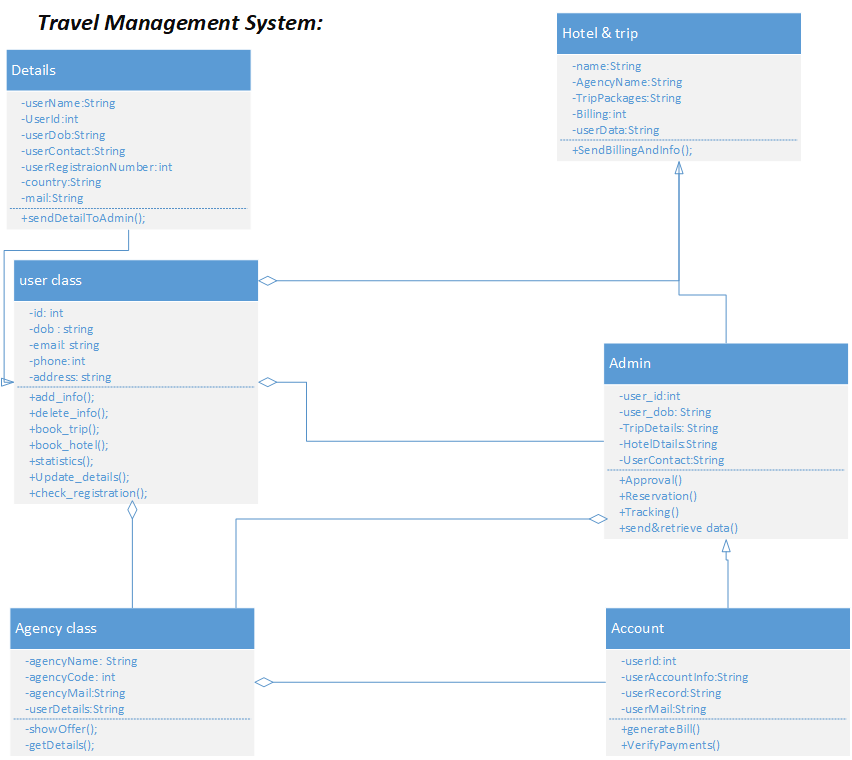 Travel Management System:
Details
-userName:String
-UserId:int
-userDob:String
-userContact:String
-userRegistraionNumber:int
-country:String
-mail:String
+sendDetailToAdmin();
Hotel & trip
-name:String
-AgencyName:String
-TripPackages:String
-Billing:int
-userData:String
+SendBillingAndInfo();
user class
-id: int
-dob : string
-email: string
-phone:int
-address: string
+add_info();
+delete_info();
+book_trip();
+book_hotel();
+statistics();
+Update_details();
+check_registration();
Admin
-user_id:int
-user_dob: String
-TripDetails: String
-HotelDtails:String
-UserContact:String
+Approval()
+Reservation()
+Tracking()
+send&retrieve data()
Agency class
-agencyName: String
-agencyCode: int
-agencyMail:String
-userDetails:String
-showOffer();
-getDetails();
Account
-userId:int
-userAccountInfo:String
-userRecord:String
-userMail:String
+generateBill()
+VerifyPayments()